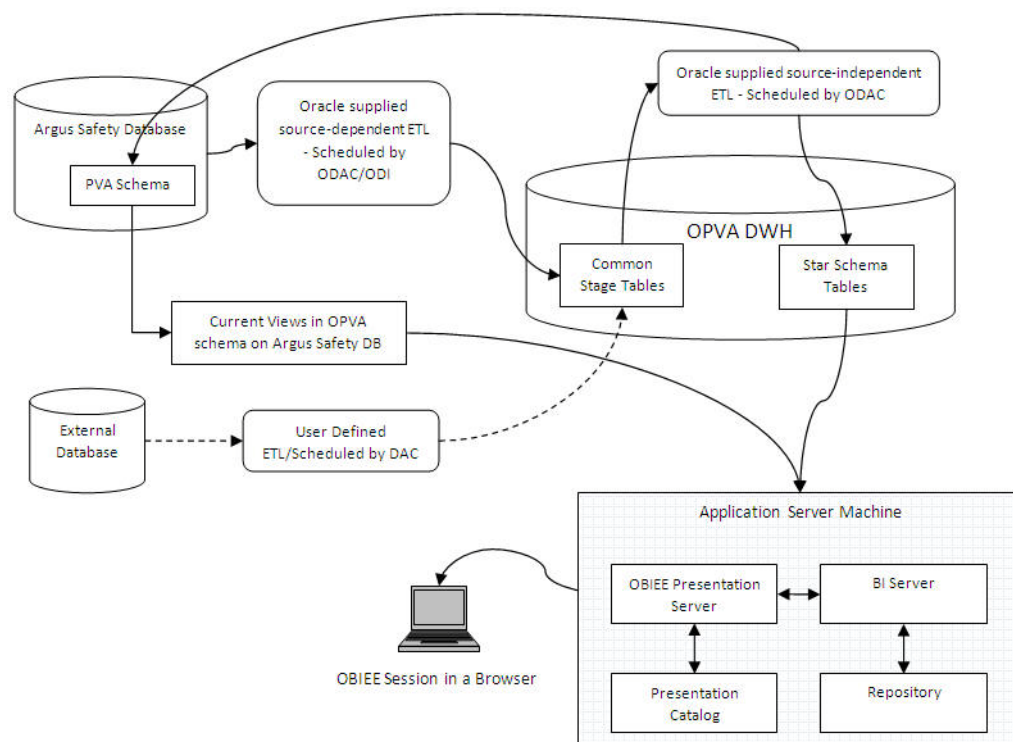 Oracle supplied source-independent
ETL - Scheduled by ODAC
Argus Safety Database
PVA Schema
Oracle supplied
source-dependent ETL
- Scheduled by
ODAC/ODI
OPVA DWH
Common
Stage Tables
Star Schema
Tables
Current Views in OPVA
schema on Argus Safety DB
External
Database
User Defined
ETL/Scheduled by DAC
Application Server Machine
OBIEE Presentation
Server
BI Server
Presentation
Catalog
Repository
OBIEE Session in a Browser